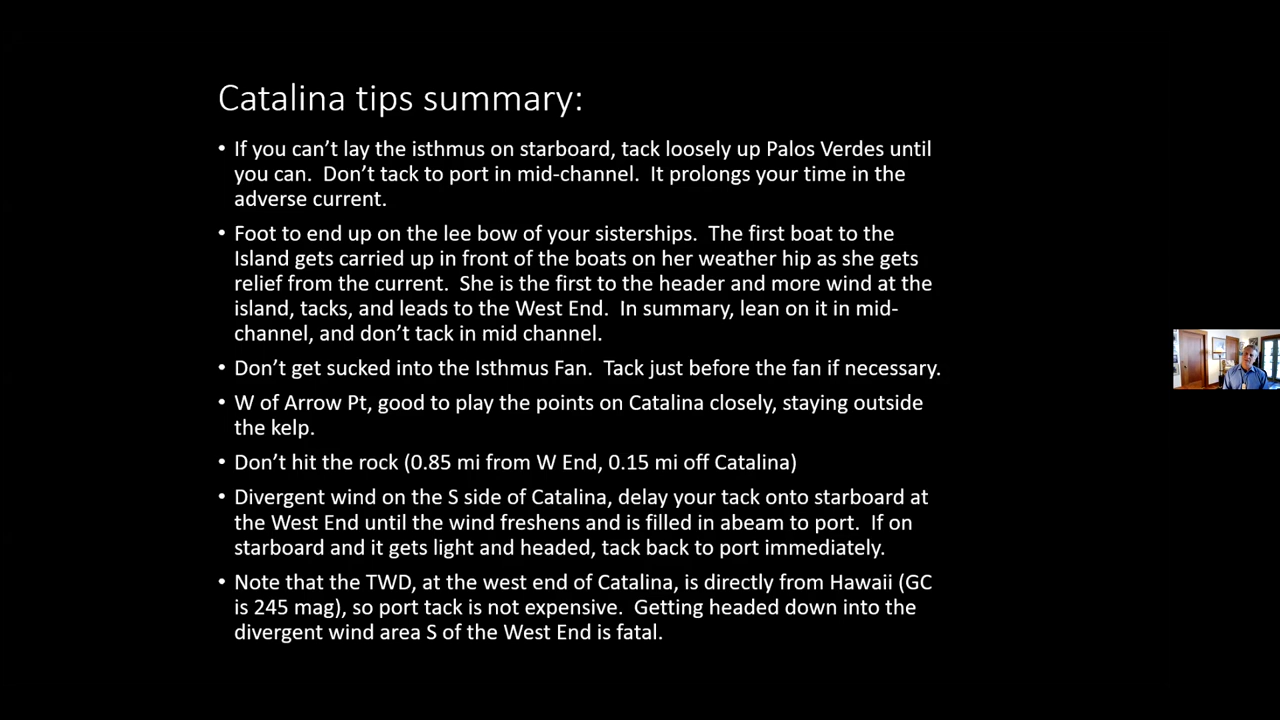 Catalina tips summary:
• If you can't lay the isthmus on starboard, tack loosely up Palos Verdes until
you can. Don't tack to port in mid-channel. It prolongs your time in the
adverse current.
• Foot to end up on the lee bow of your sisterships. The first boat to the
Island gets carried up in front of the boats on her weather hip as she gets
relief from the current. She is the first to the header and more wind at the
island, tacks, and leads to the West End. In summary, lean on it in mid-
channel, and don't tack in mid channel.
• Don't get sucked into the Isthmus Fan. Tack just before the fan if necessary.
• W of Arrow Pt, good to play the points on Catalina closely, staying outside
the kelp.
• Don't hit the rock (0.85 mi from W End, 0.15 mi off Catalina)
• Divergent wind on the S side of Catalina, delay your tack onto starboard at
the West End until the wind freshens and is filled in abeam to port. If on
starboard and it gets light and headed, tack back to port immediately.
• Note that the TWD, at the west end of Catalina, is directly from Hawaii (GC
is 245 mag), so port tack is not expensive. Getting headed down into the
divergent wind area S of the West End is fatal.